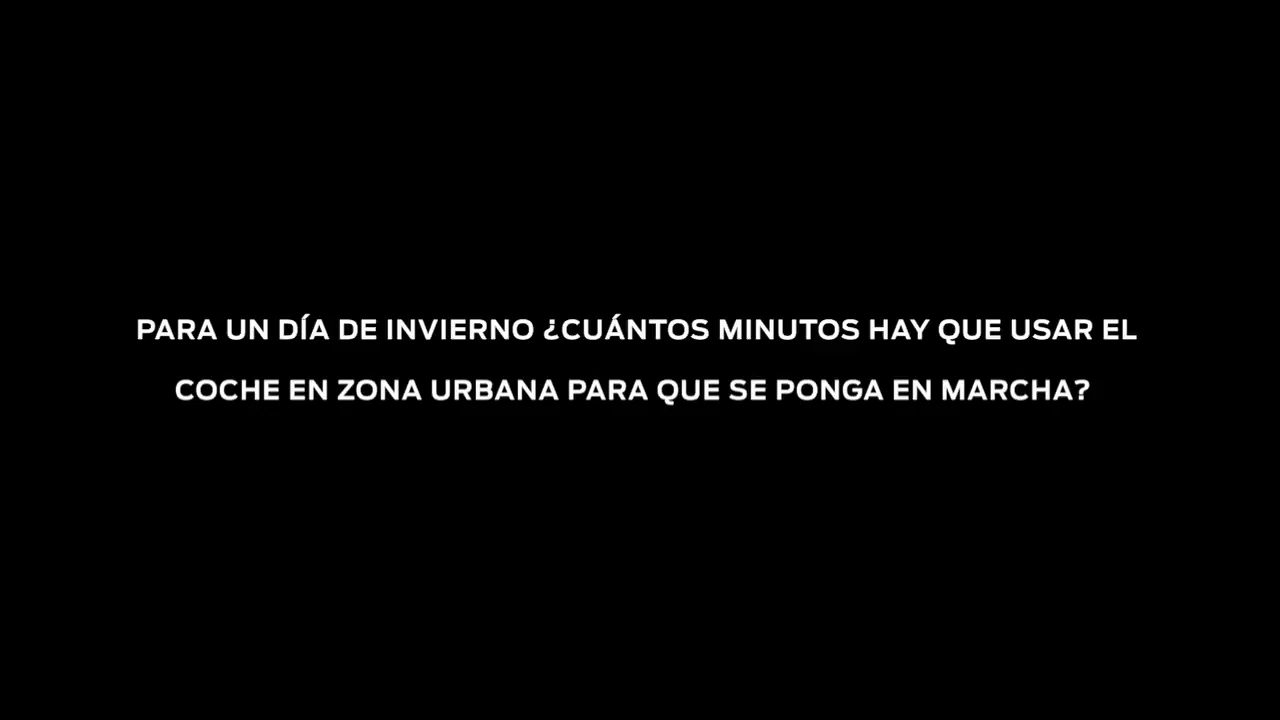 PARA UN DÍA DE INVIERNO ¿CUÁNTOS MINUTOS HAY QUE USAR EL
COCHE EN ZONA URBANA PARA QUE SE PONGA EN MARCHA?